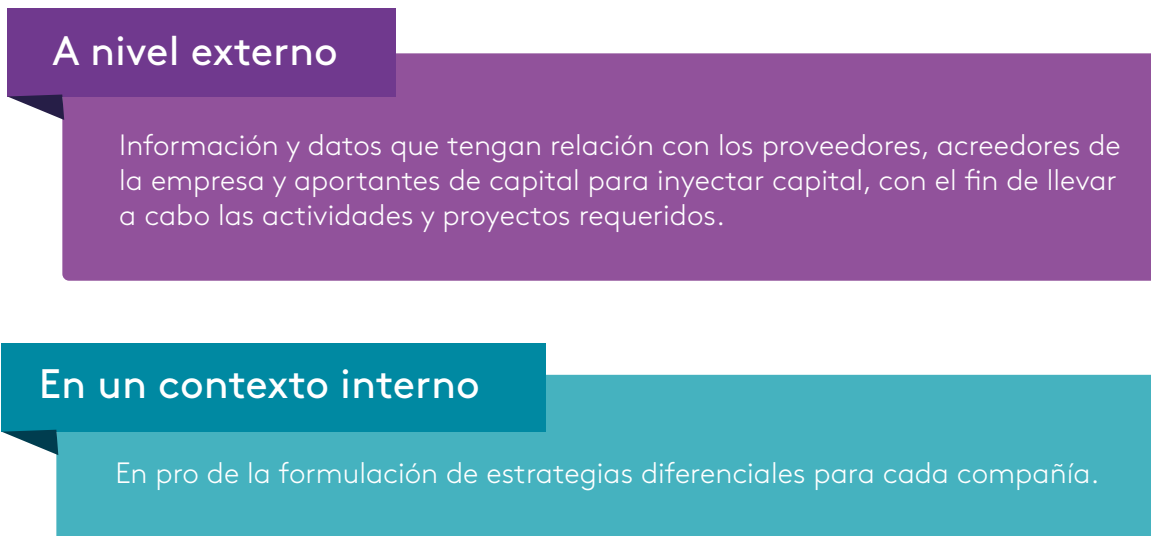 A nivel externo
Información y datos que tengan relación con los proveedores, acreedores de
la empresa y aportantes de capital para inyectar capital, con el fin de llevar
a cabo las actividades y proyectos requeridos.
En un contexto interno
En pro de la formulación de estrategias diferenciales para cada compañía.